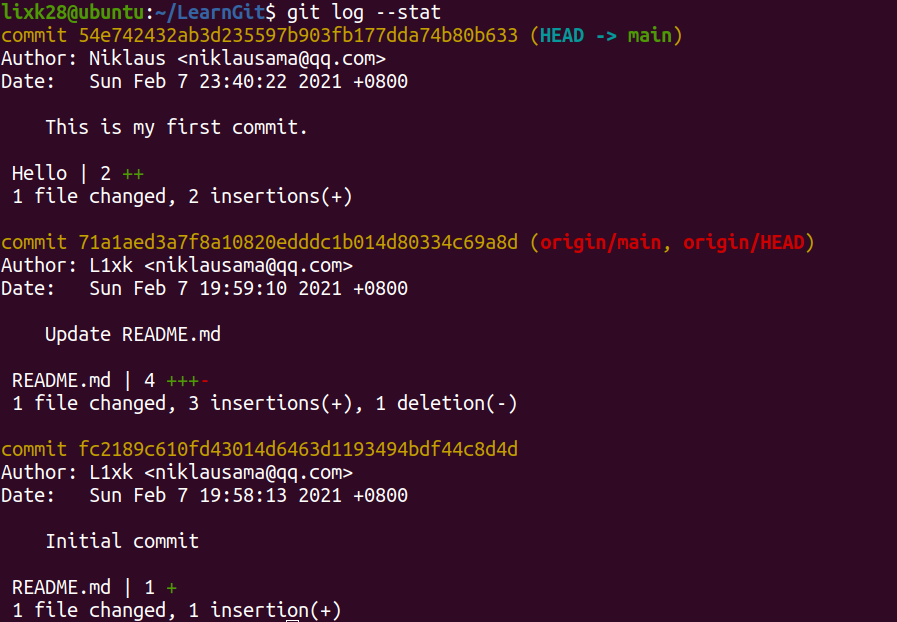 lixk28@ubuntu:~/LearnGit$ git log --stat
commit 54e742432ab3d235597b903fb177dda74b80b633 (HEAD -> main)
Author: Niklaus <niklausama@qq.com>
Date:   Sun Feb 7 23:40:22 2021 +0800
    This is my first commit.
 Hello | 2 ++
 1 file changed, 2 insertions(+)
commit 71a1aed3a7f8a10820edddc1b014d80334c69a8d (origin/main, origin/HEAD)
Author: L1xk <niklausama@qq.com>
Date:   Sun Feb 7 19:59:10 2021 +0800
    Update README.md
 README.md | 4 +++-
 1 file changed, 3 insertions(+), 1 deletion(-)
commit fc2189c610fd43014d6463d1193494bdf44c8d4d
Author: L1xk <niklausama@qq.com>
Date:   Sun Feb 7 19:58:13 2021 +0800
    Initial commit
 README.md | 1 +
 1 file changed, 1 insertion(+)